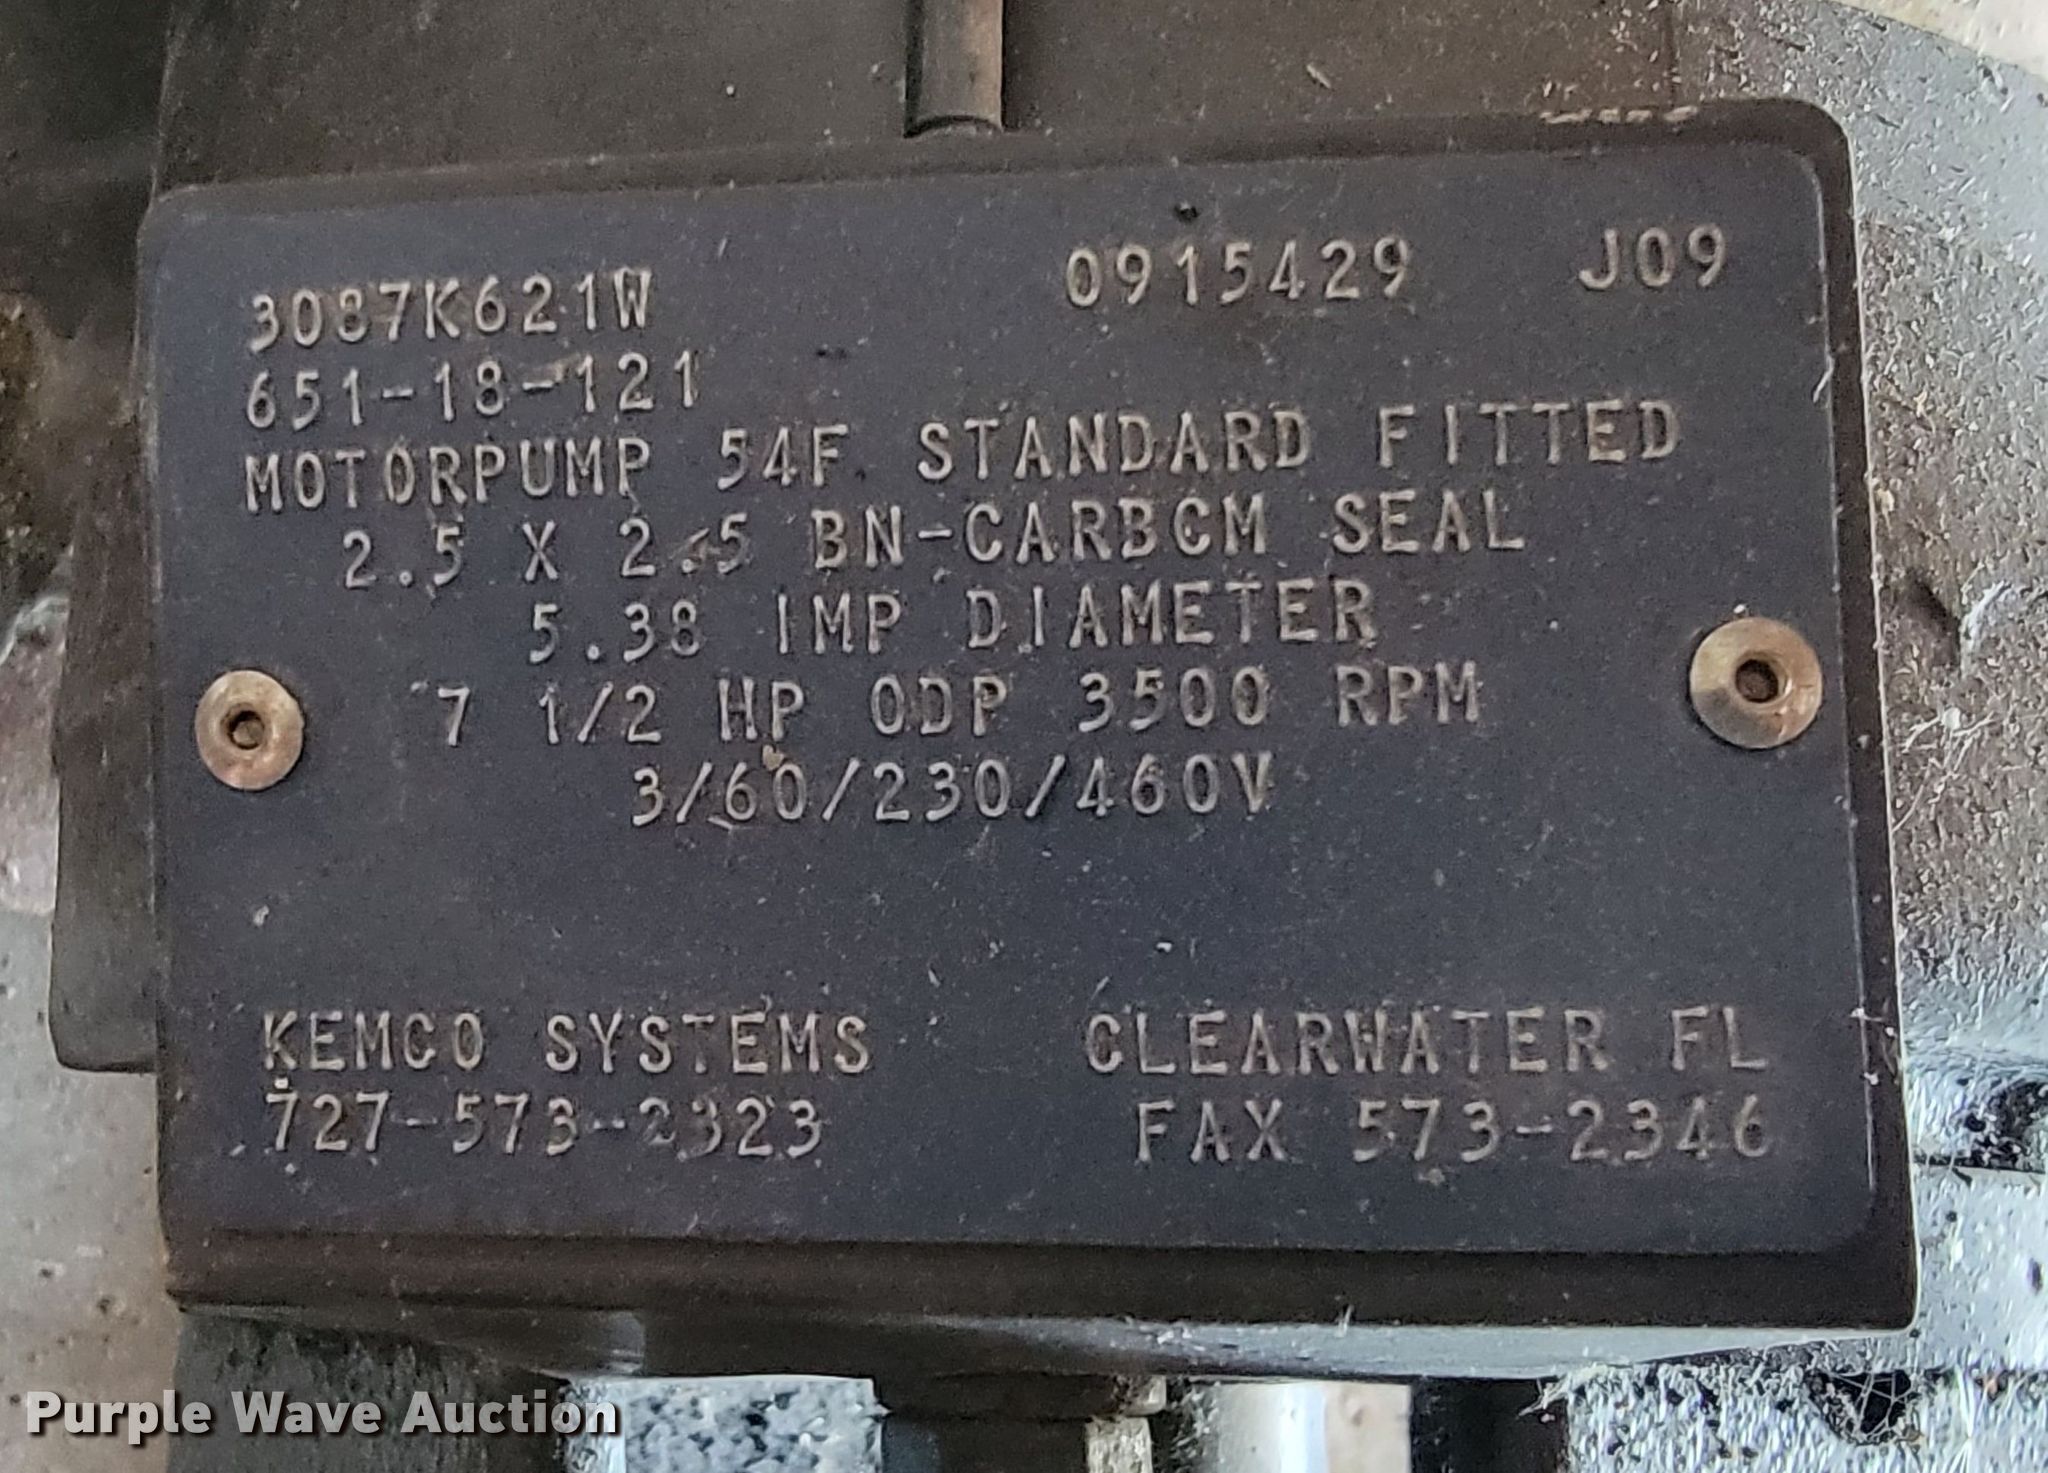 3087K621W 0915429 J09
651-18-121
MOTORPUMP 54F STANDARD FITTED
2.5 X 2.5 BN-CARBCM SEAL
5.38 IMP DIAMETER
7 1/2 HP ODP 3500 RPM
3/60/230/460V
KEMCO SYSTEMS CLEARWATER FL
727-573-2323 FAX 573-2346
Purple Wave Auction